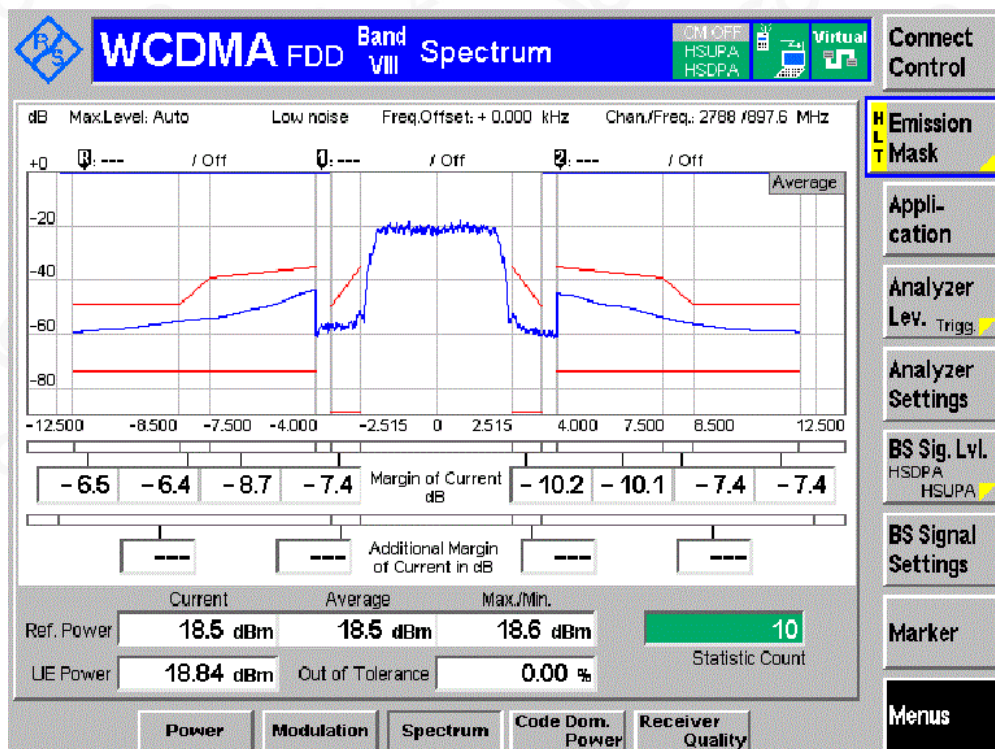 R/S
WCDMA FDD Band VIII Spectrum
CM OFF
HSUPA
HSDPA
Virtual
Connect Control
dB Max.Level: Auto Low noise Freq.Offset: + 0.000 kHz Chan./Freq.: 2788 /897.6 MHz
HLT Emission Mask
R: --- / Off 1: --- / Off 2: --- / Off
+0
Average
-20
-40
-60
-80
-12.500 -8.500 -7.500 -4.000 -2.515 0 2.515 4.000 7.500 8.500 12.500
Appli-
cation
Analyzer
Lev. Trigg.
Analyzer
Settings
BS Sig. Lvl.
HSDPA
HSUPA
BS Signal
Settings
Marker
Menus
- 6.5 - 6.4 - 8.7 - 7.4 Margin of Current dB - 10.2 - 10.1 - 7.4 - 7.4
--- --- Additional Margin of Current in dB --- ---
Current Average Max./Min.
Ref. Power 18.5 dBm 18.5 dBm 18.6 dBm 10
Statistic Count
UE Power 18.84 dBm Out of Tolerance 0.00 %
Power Modulation Spectrum Code Dom. Power Receiver Quality